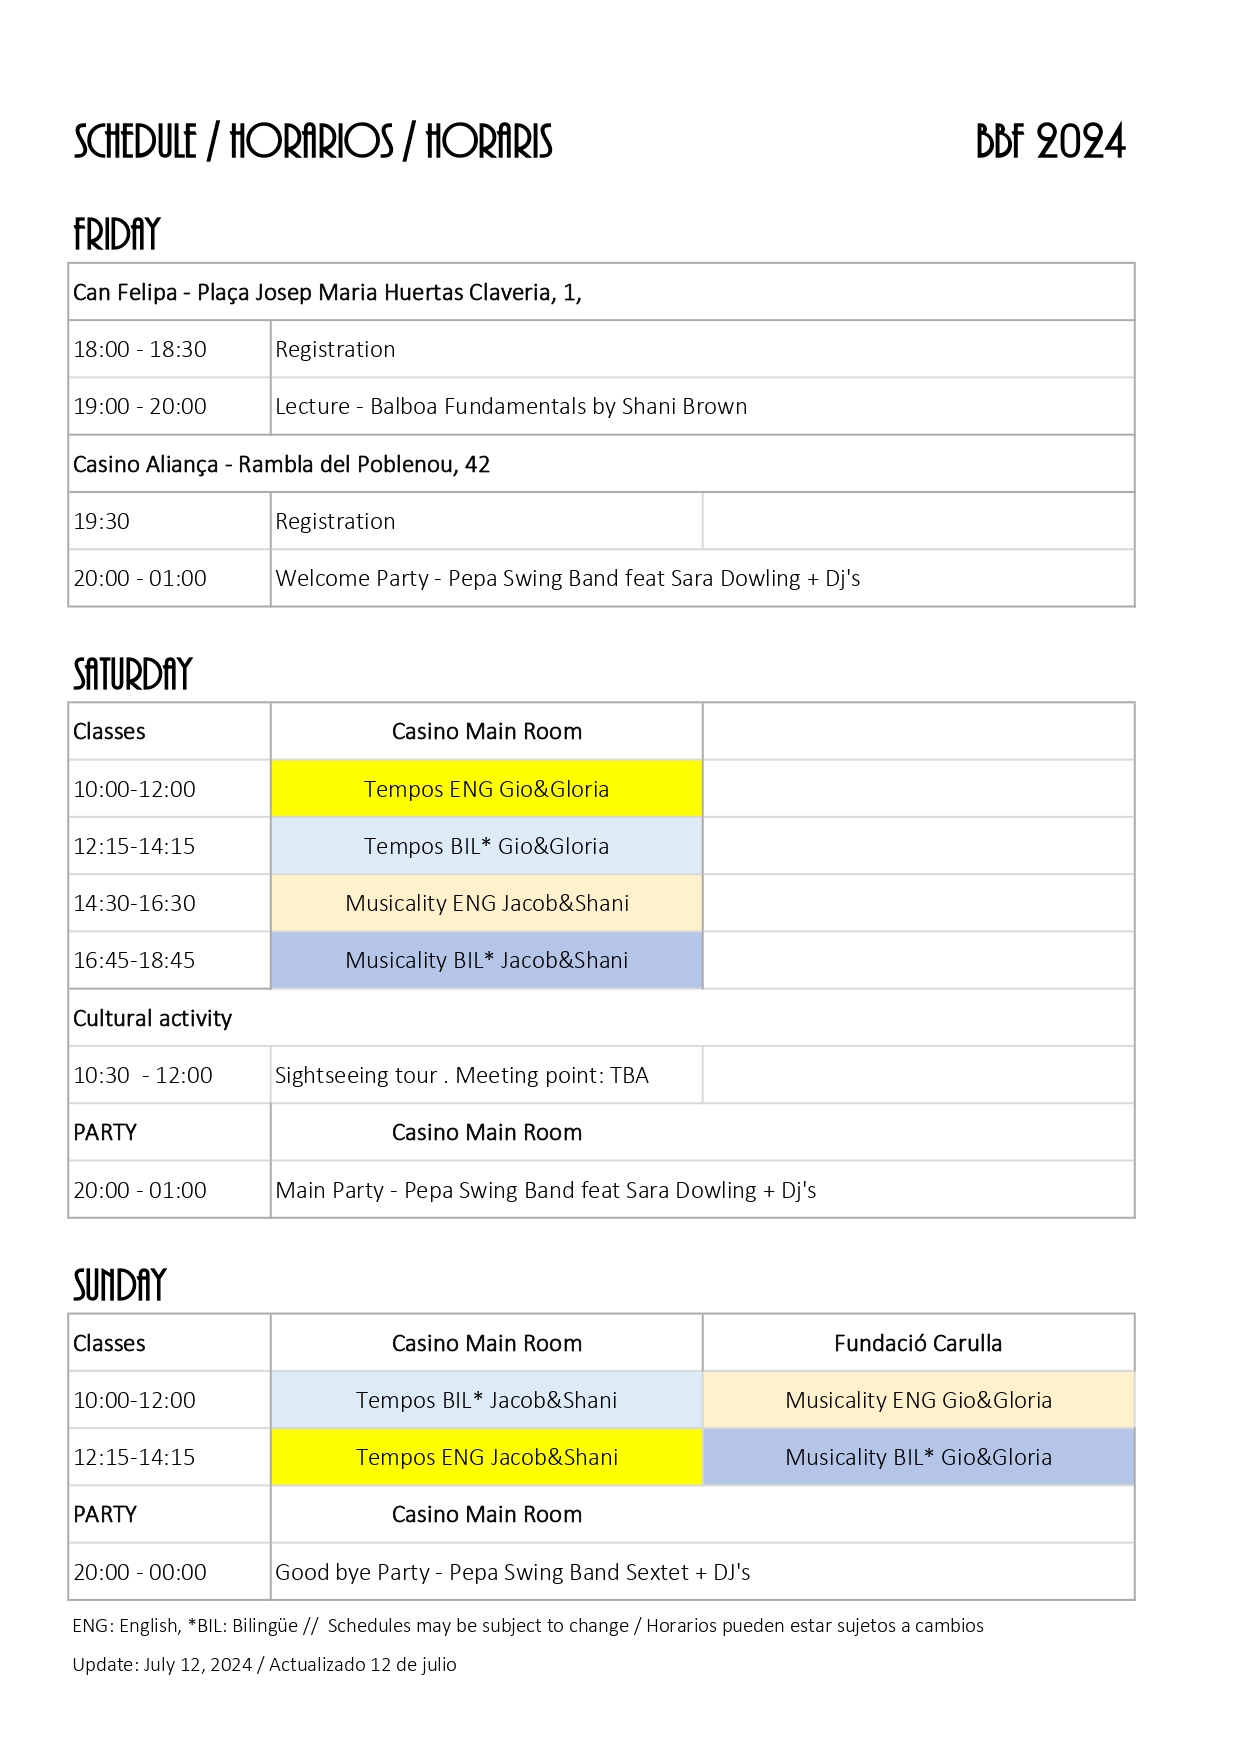 SCHEDULE / HORARIOS / HORARIS BBF 2024
FRIDAY
Can Felipa - Plaça Josep Maria Huertas Claveria, 1,
18:00 - 18:30 Registration
19:00 - 20:00 Lecture - Balboa Fundamentals by Shani Brown
Casino Aliança - Rambla del Poblenou, 42
19:30 Registration
20:00 - 01:00 Welcome Party - Pepa Swing Band feat Sara Dowling + Dj's
SATURDAY
Classes Casino Main Room
10:00-12:00 Tempos ENG Gio&Gloria
12:15-14:15 Tempos BIL* Gio&Gloria
14:30-16:30 Musicality ENG Jacob&Shani
16:45-18:45 Musicality BIL* Jacob&Shani
Cultural activity
10:30  - 12:00 Sightseeing tour . Meeting point: TBA
PARTY Casino Main Room
20:00 - 01:00 Main Party - Pepa Swing Band feat Sara Dowling + Dj's
SUNDAY
Classes Casino Main Room Fundació Carulla
10:00-12:00 Tempos BIL* Jacob&Shani Musicality ENG Gio&Gloria
12:15-14:15 Tempos ENG Jacob&Shani Musicality BIL* Gio&Gloria
PARTY Casino Main Room
20:00 - 00:00 Good bye Party - Pepa Swing Band Sextet + DJ's
ENG: English, *BIL: Bilingüe //  Schedules may be subject to change / Horarios pueden estar sujetos a cambios
Update: July 12, 2024 / Actualizado 12 de julio